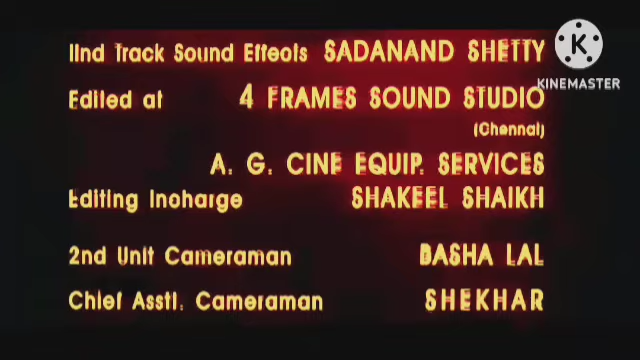 IInd Track Sound Effects SADANAND SHETTY
KINEMASTER
Edited at 4 FRAMES SOUND STUDIO
(Chennai)
A. G. CINE EQUIP. SERVICES
Editing Incharge SHAKEEL SHAIKH
2nd Unit Cameraman BASHA LAL
Chief Asstt. Cameraman SHEKHAR